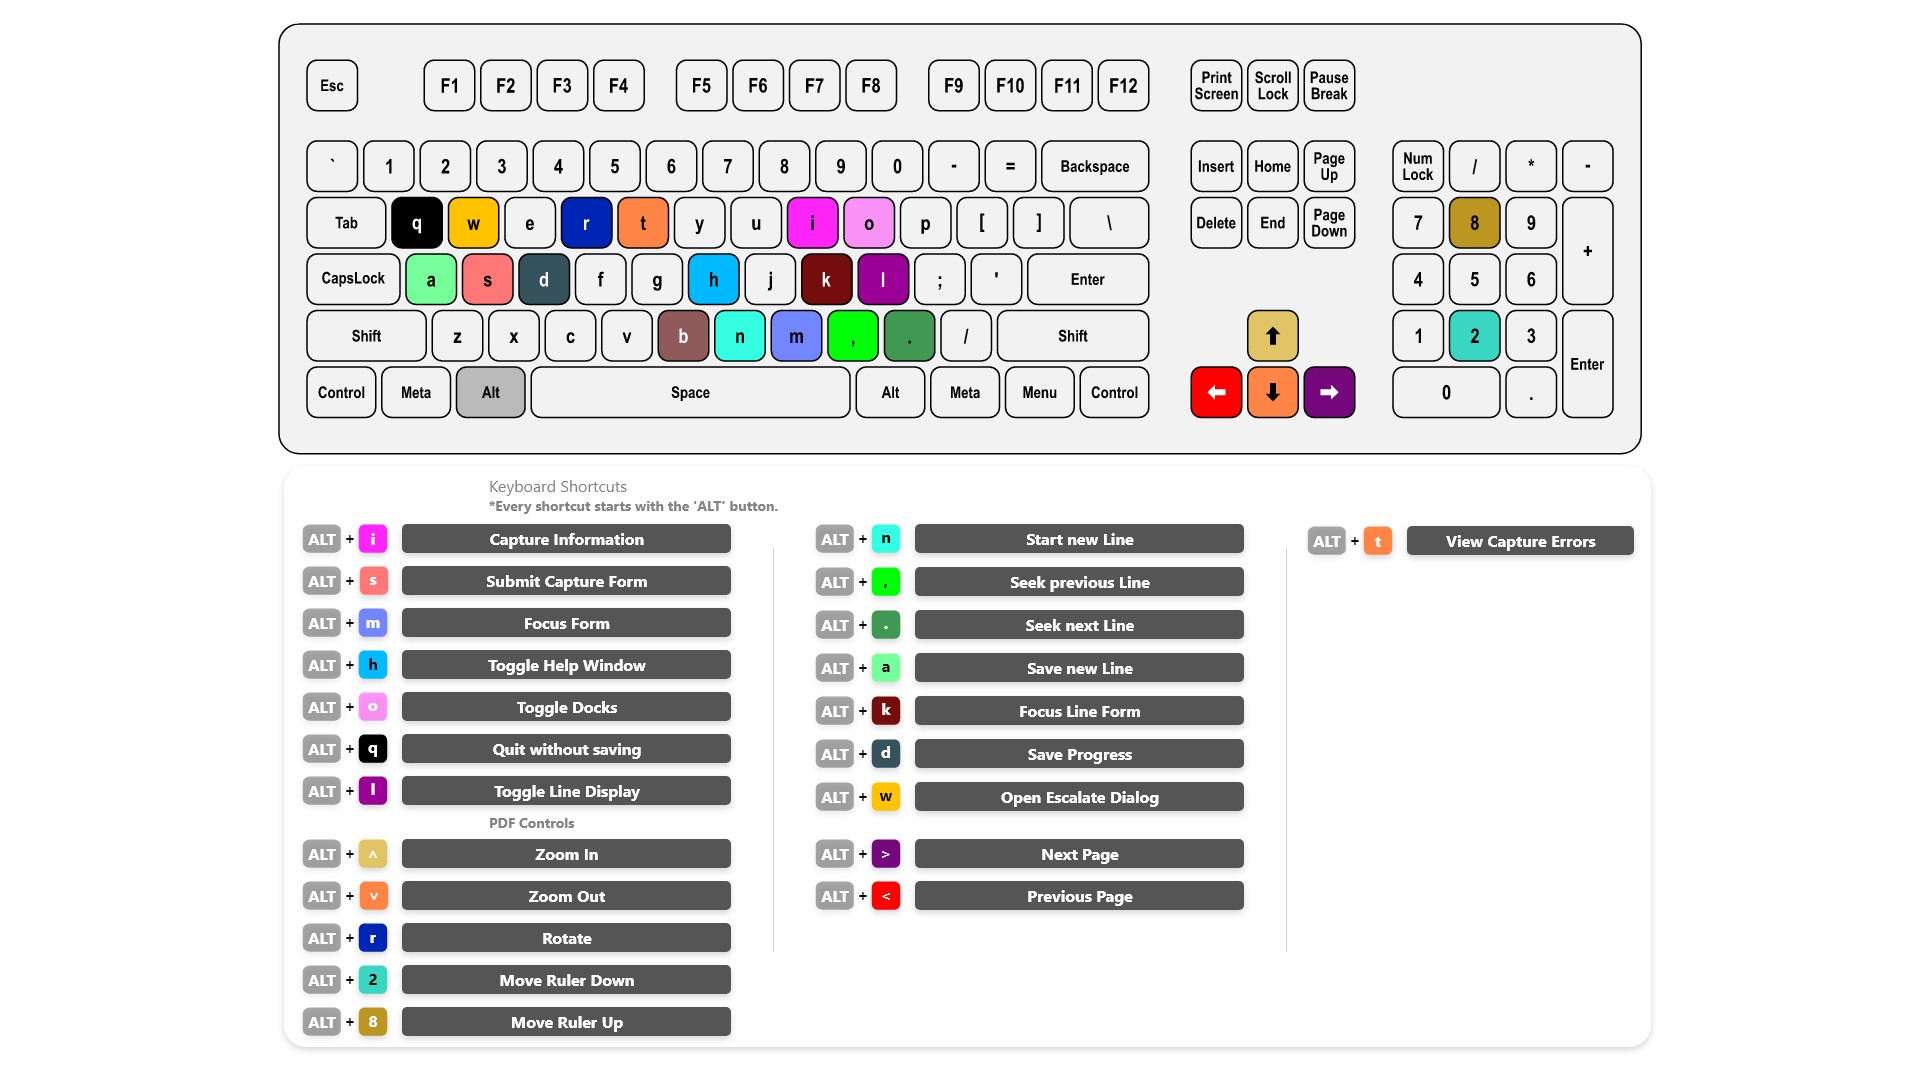 Esc F1 F2 F3 F4 F5 F6 F7 F8 F9 F10 F11 F12 Print Screen Scroll Lock Pause Break
` 1 2 3 4 5 6 7 8 9 0 - = Backspace Insert Home Page Up Num Lock / * -
Tab q w e r t y u i o p [ ] \ Delete End Page Down 7 8 9 +
CapsLock a s d f g h j k l ; ' Enter 4 5 6
Shift z x c v b n m , . / Shift 1 2 3 Enter
Control Meta Alt Space Alt Meta Menu Control 0 .
Keyboard Shortcuts
*Every shortcut starts with the 'ALT' button.
ALT + i Capture Information
ALT + s Submit Capture Form
ALT + m Focus Form
ALT + h Toggle Help Window
ALT + o Toggle Docks
ALT + q Quit without saving
ALT + l Toggle Line Display
PDF Controls
ALT + ^ Zoom In
ALT + v Zoom Out
ALT + r Rotate
ALT + 2 Move Ruler Down
ALT + 8 Move Ruler Up
ALT + n Start new Line
ALT + , Seek previous Line
ALT + . Seek next Line
ALT + a Save new Line
ALT + k Focus Line Form
ALT + d Save Progress
ALT + w Open Escalate Dialog
ALT + > Next Page
ALT + < Previous Page
ALT + t View Capture Errors